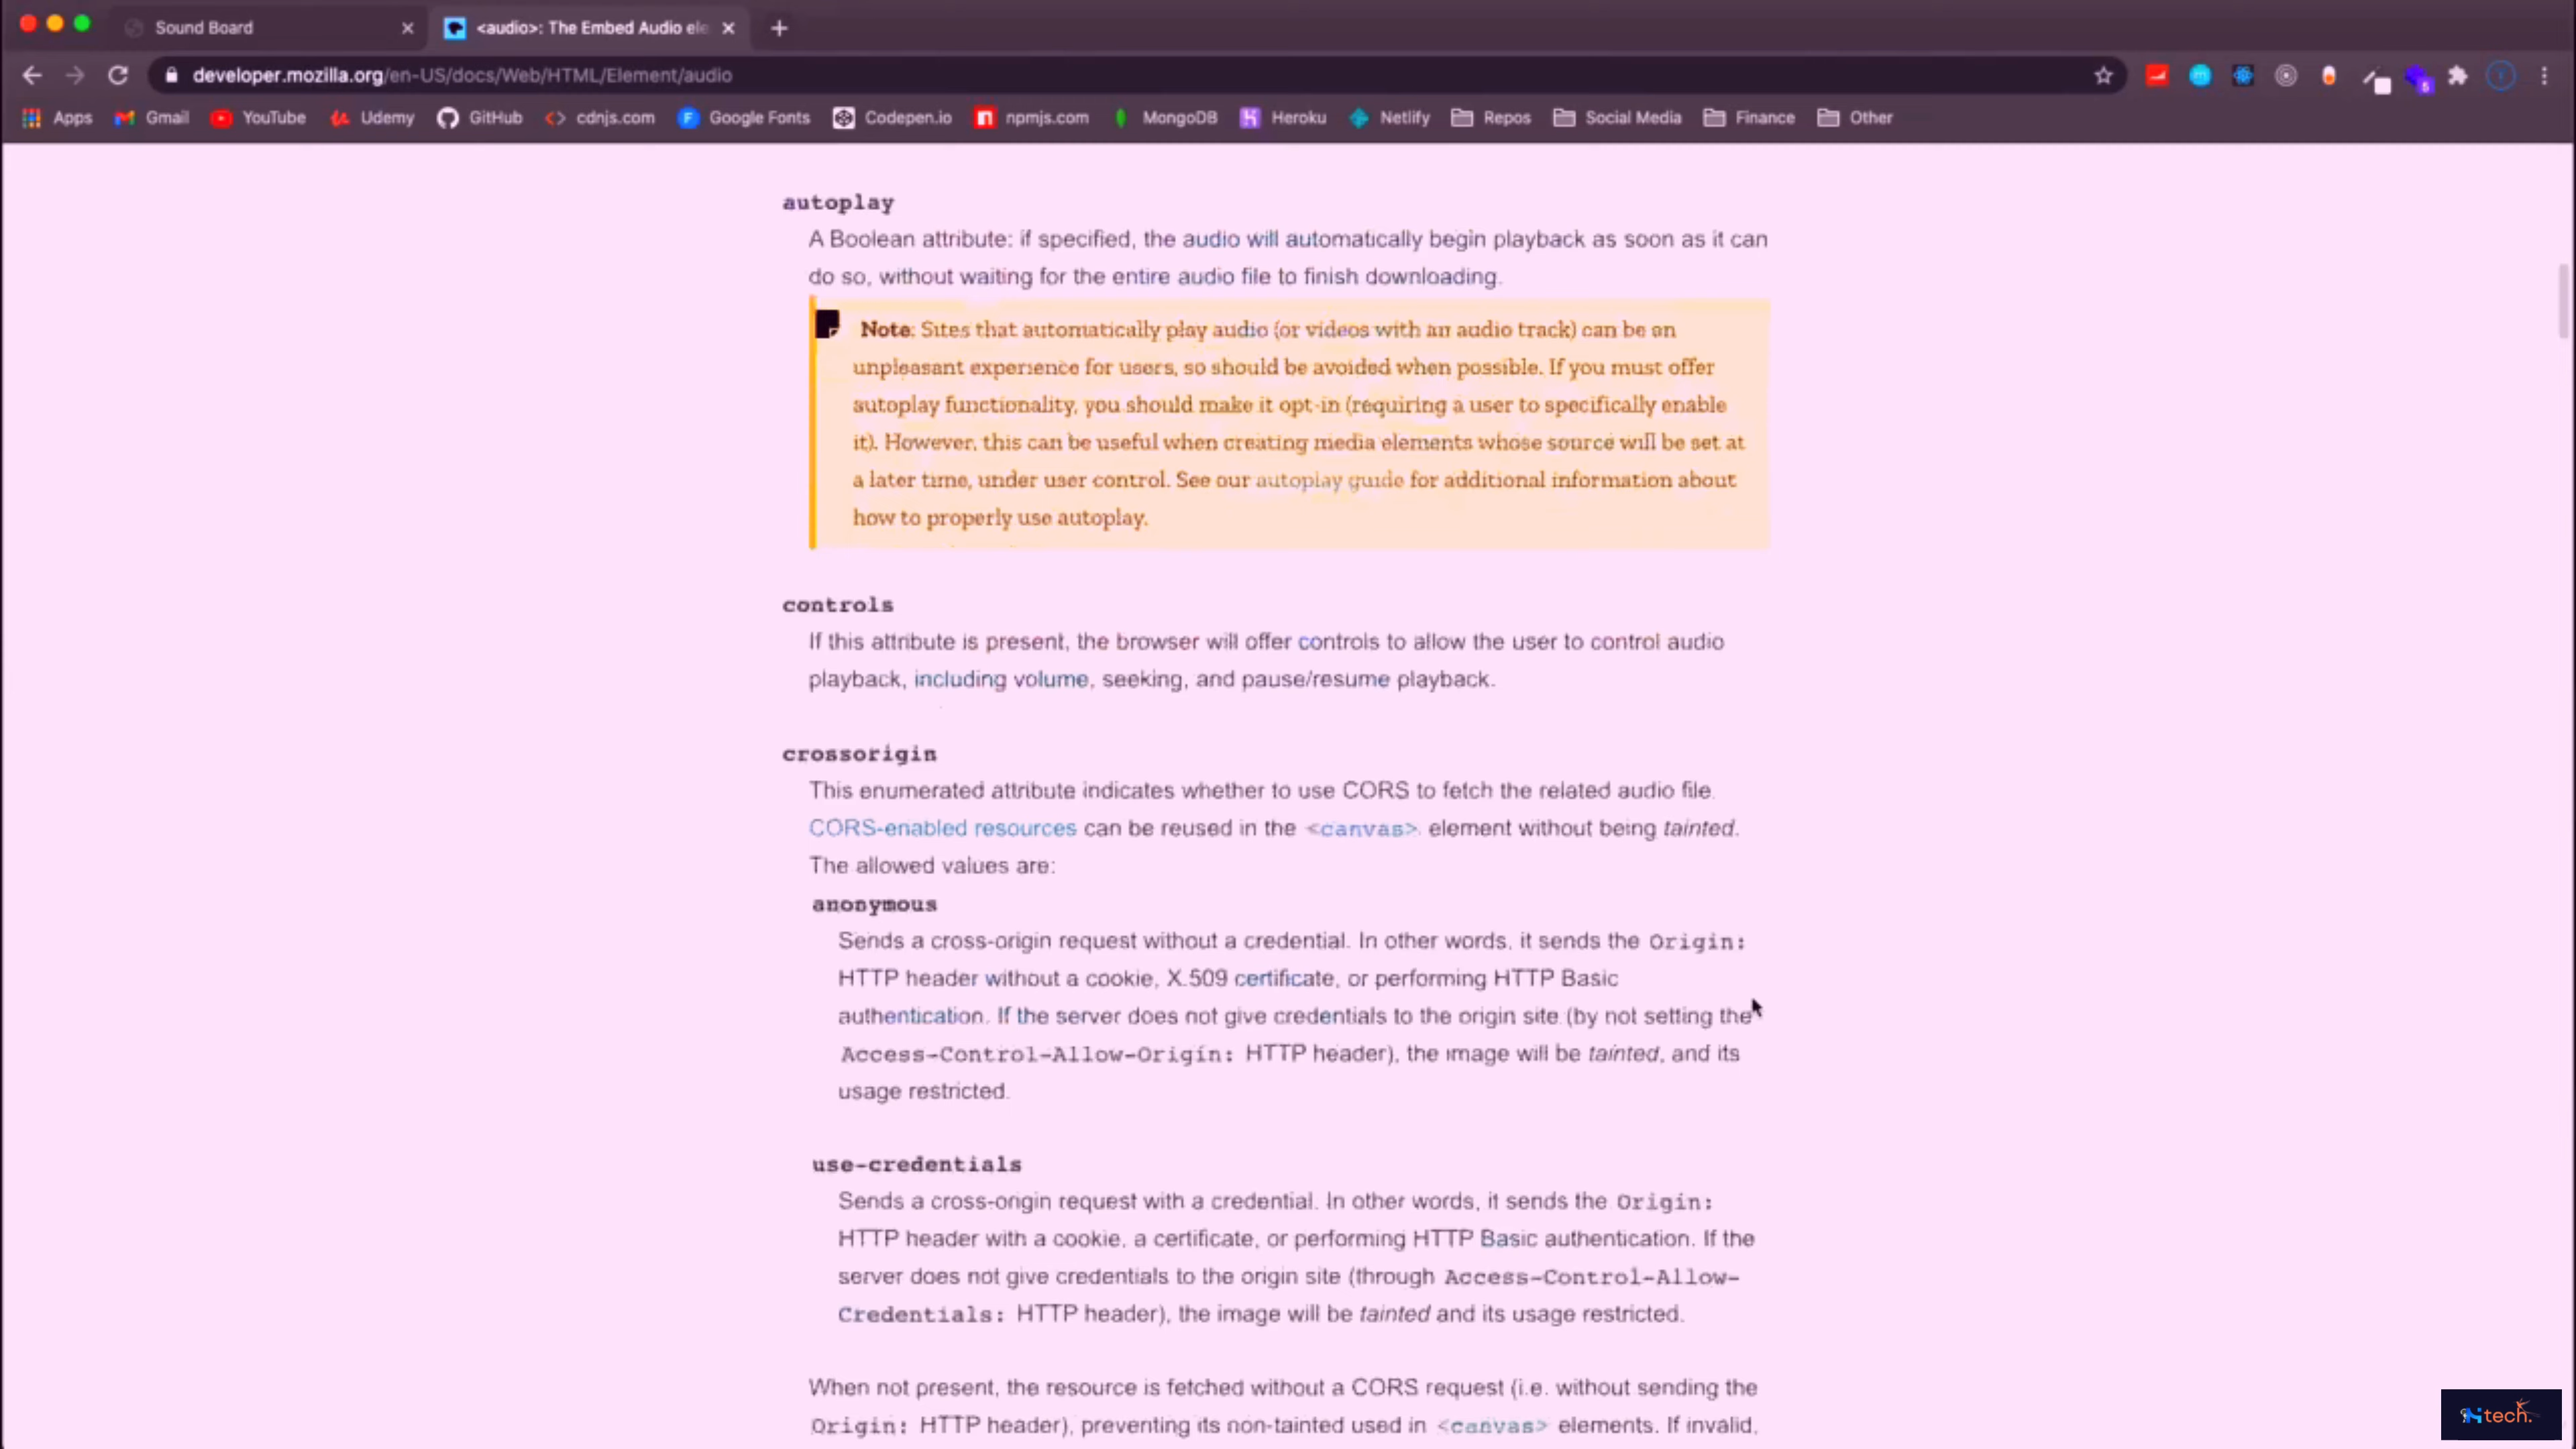 Sound Board
<audio>: The Embed Audio ele
developer.mozilla.org/en-US/docs/Web/HTML/Element/audio
Apps Gmail YouTube Udemy GitHub cdnjs.com Google Fonts Codepen.io npmjs.com MongoDB Heroku Netlify Repos Social Media Finance Other
autoplay
A Boolean attribute: if specified, the audio will automatically begin playback as soon as it can
do so, without waiting for the entire audio file to finish downloading.
Note: Sites that automatically play audio (or videos with an audio track) can be an
unpleasant experience for users, so should be avoided when possible. If you must offer
autoplay functionality, you should make it opt-in (requiring a user to specifically enable
it). However, this can be useful when creating media elements whose source will be set at
a later time, under user control. See our autoplay guide for additional information about
how to properly use autoplay.
controls
If this attribute is present, the browser will offer controls to allow the user to control audio
playback, including volume, seeking, and pause/resume playback.
crossorigin
This enumerated attribute indicates whether to use CORS to fetch the related audio file.
CORS-enabled resources can be reused in the <canvas> element without being tainted.
The allowed values are:
anonymous
Sends a cross-origin request without a credential. In other words, it sends the Origin:
HTTP header without a cookie, X.509 certificate, or performing HTTP Basic
authentication. If the server does not give credentials to the origin site (by not setting the
Access-Control-Allow-Origin: HTTP header), the image will be tainted, and its
usage restricted.
use-credentials
Sends a cross-origin request with a credential. In other words, it sends the Origin:
HTTP header with a cookie, a certificate, or performing HTTP Basic authentication. If the
server does not give credentials to the origin site (through Access-Control-Allow-
Credentials: HTTP header), the image will be tainted and its usage restricted.
When not present, the resource is fetched without a CORS request (i.e. without sending the
Origin: HTTP header), preventing its non-tainted used in <canvas> elements. If invalid,
tech.